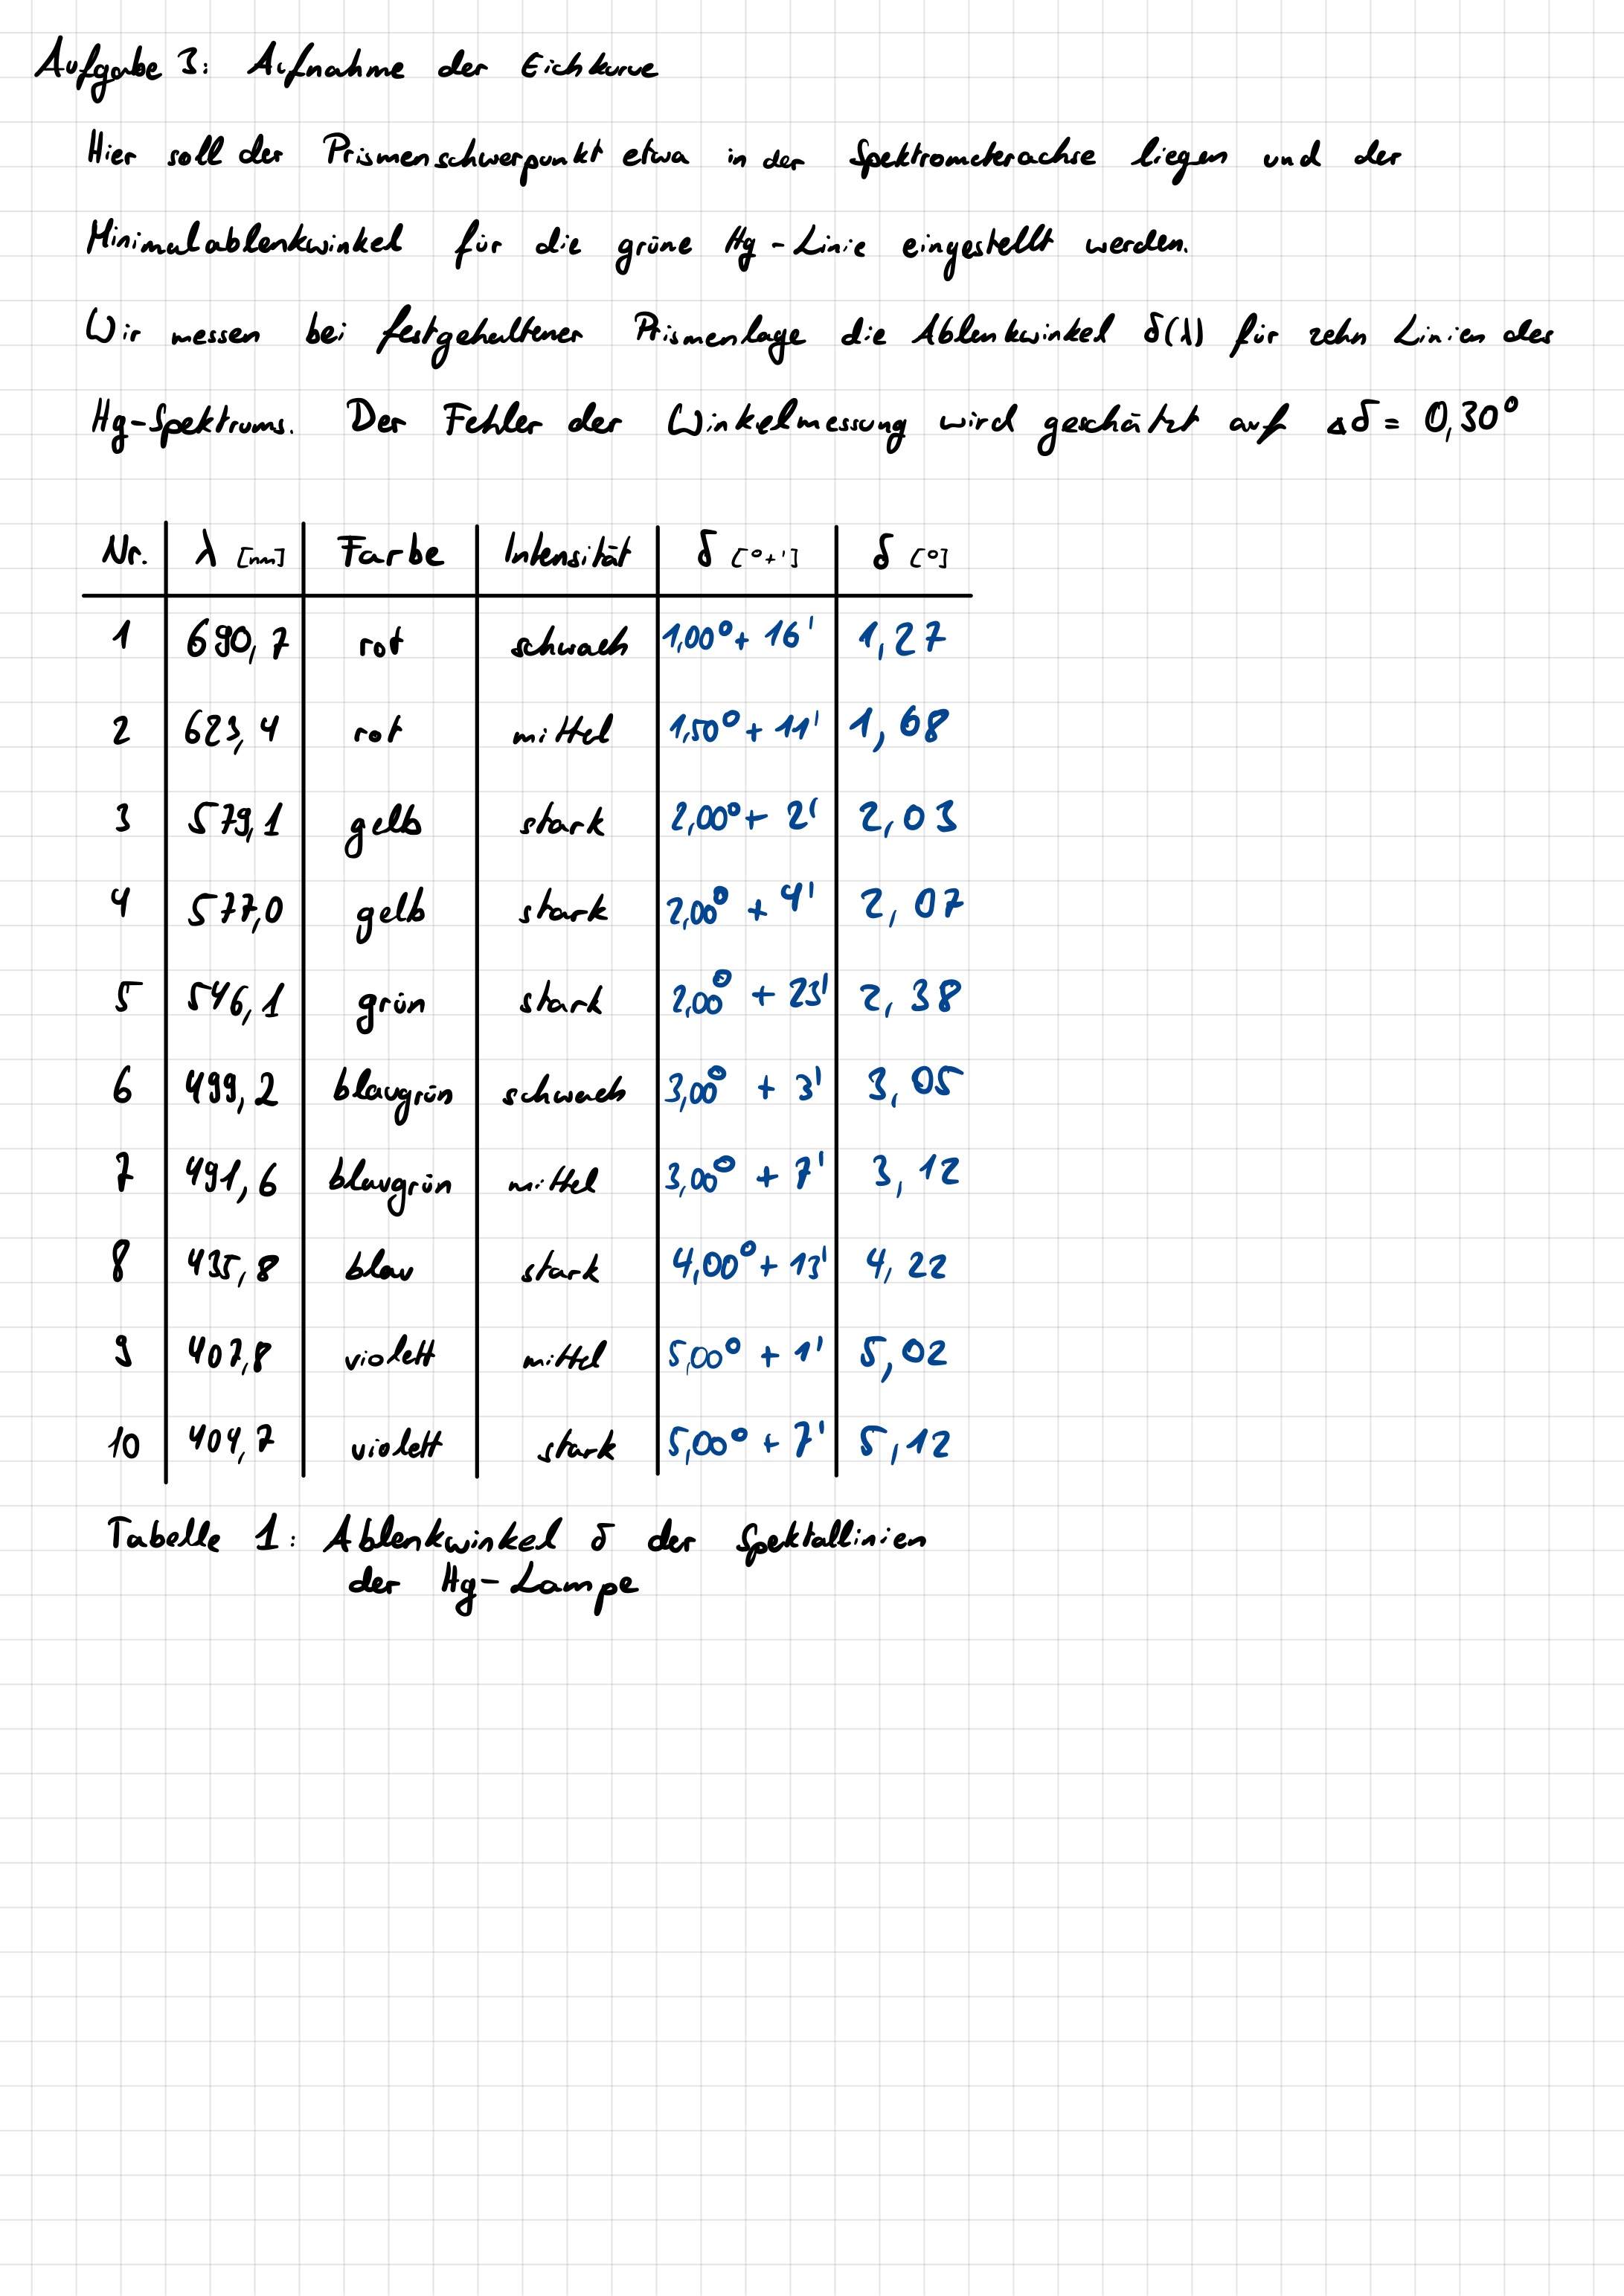 Aufgabe 3: Aufnahme der Eichkurve
Hier soll der Prismenschwerpunkt etwa in der Spektrometerachse liegen und der
Minimalablenkwinkel für die grüne Hg-Linie eingestellt werden.
Wir messen bei festgehaltener Prismenlage die Ablenkwinkel δ(λ) für zehn Linien des
Hg-Spektrums. Der Fehler der Winkelmessung wird geschätzt auf Δδ = 0,30°
Nr. λ [nm] Farbe Intensität δ [°+'] δ [°]
1 690,7 rot schwach 1,00° + 16' 1,27
2 623,4 rot mittel 1,50° + 11' 1,68
3 579,1 gelb stark 2,00° + 2' 2,03
4 577,0 gelb stark 2,00° + 4' 2,07
5 546,1 grün stark 2,00° + 23' 2,38
6 499,2 blaugrün schwach 3,00° + 3' 3,05
7 491,6 blaugrün mittel 3,00° + 7' 3,12
8 435,8 blau stark 4,00° + 13' 4,22
9 407,8 violett mittel 5,00° + 1' 5,02
10 404,7 violett stark 5,00° + 7' 5,12
Tabelle 1: Ablenkwinkel δ der Spektallinien
der Hg-Lampe